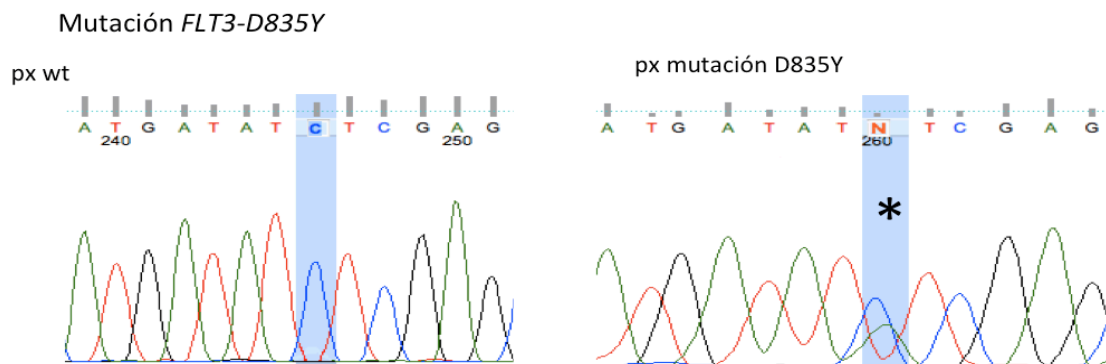 Mutación FLT3-D835Y
px wt
A T G A T A T C T C G A G
240 250
px mutación D835Y
A T G A T A T N T C G A G
260
*